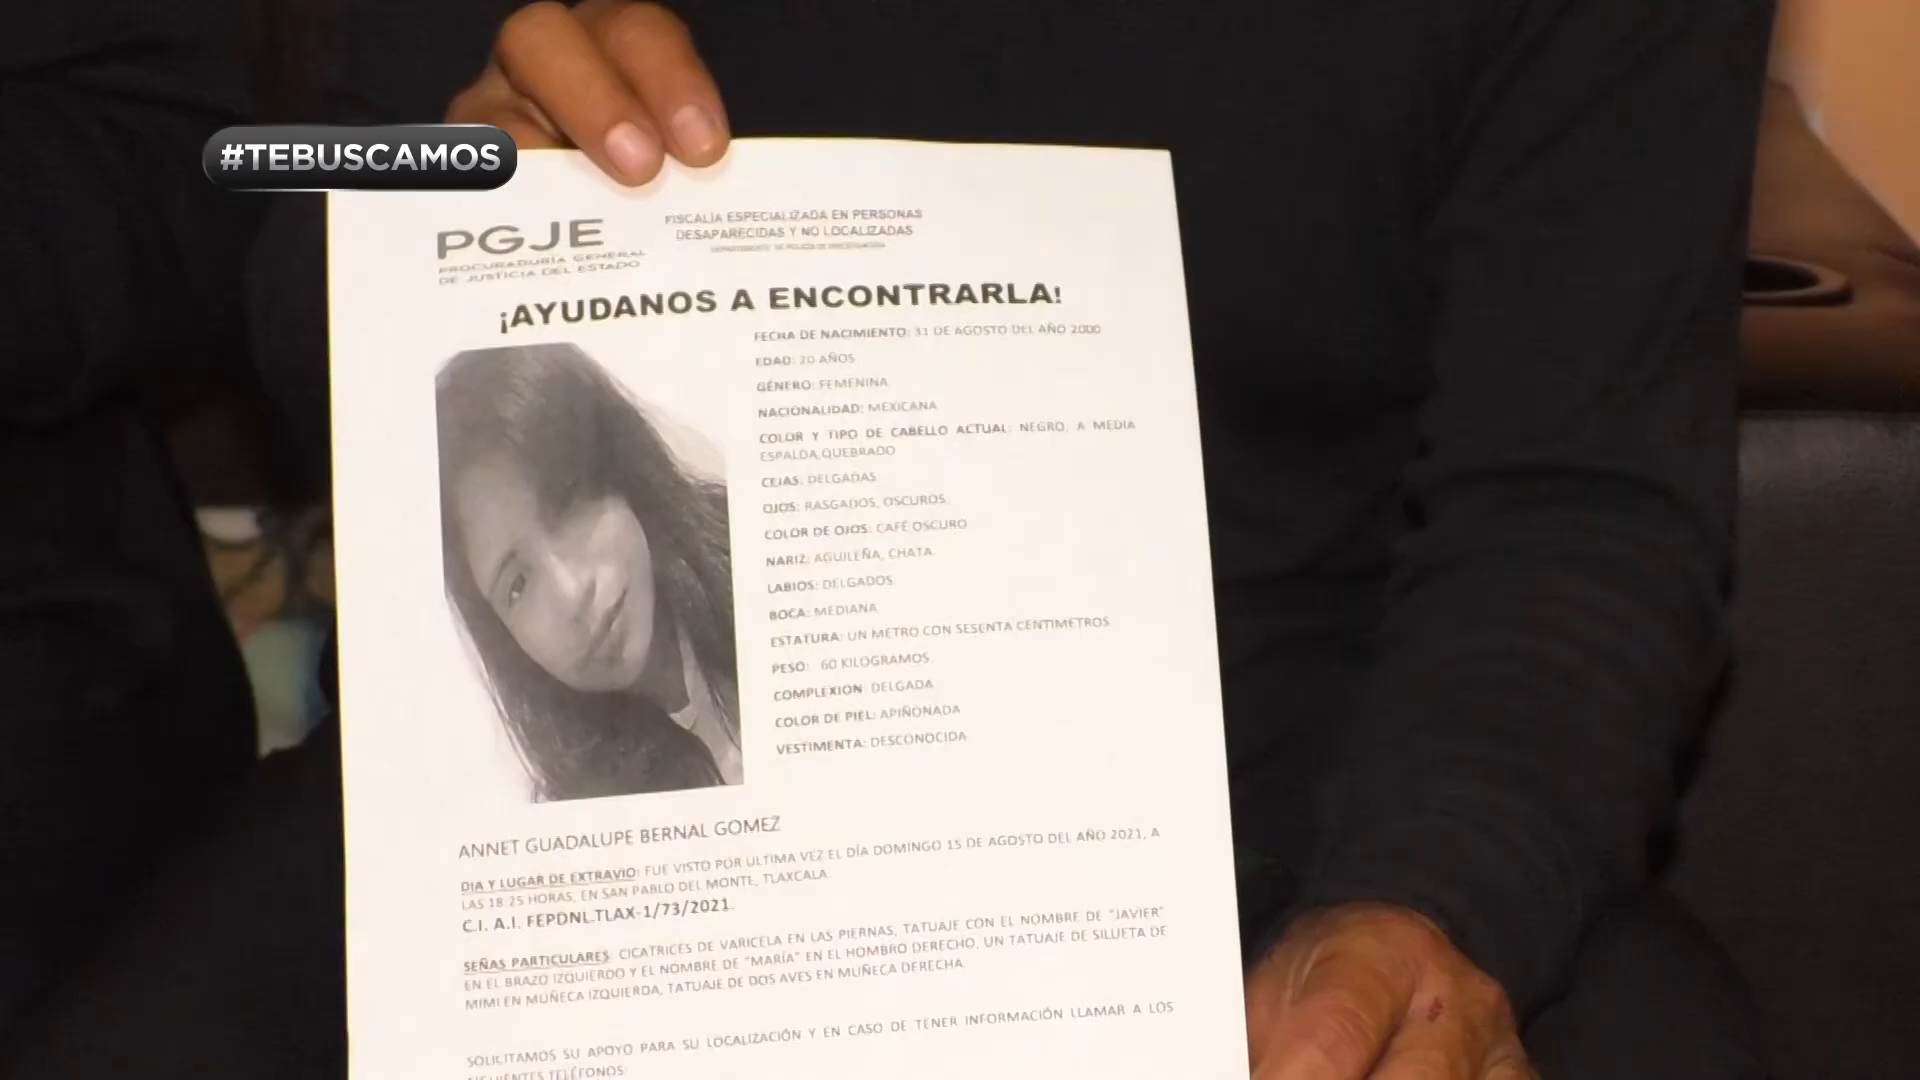 #TEBUSCAMOS
PGJE
PROCURADURÍA GENERAL
DE JUSTICIA DEL ESTADO
FISCALÍA ESPECIALIZADA EN PERSONAS
DESAPARECIDAS Y NO LOCALIZADAS
DEPARTAMENTO DE POLICIA DE INVESTIGACION
¡AYUDANOS A ENCONTRARLA!
FECHA DE NACIMIENTO: 31 DE AGOSTO DEL AÑO 2000
EDAD: 20 AÑOS
GÉNERO: FEMENINA
NACIONALIDAD: MEXICANA
COLOR Y TIPO DE CABELLO ACTUAL: NEGRO, A MEDIA
ESPALDA,QUEBRADO
CEJAS: DELGADAS
OJOS: RASGADOS, OSCUROS
COLOR DE OJOS: CAFÉ OSCURO
NARIZ: AGUILEÑA, CHATA
LABIOS: DELGADOS
BOCA: MEDIANA
ESTATURA: UN METRO CON SESENTA CENTIMETROS
PESO: 60 KILOGRAMOS
COMPLEXION: DELGADA
COLOR DE PIEL: APIÑONADA
VESTIMENTA: DESCONOCIDA
ANNET GUADALUPE BERNAL GOMEZ
DIA Y LUGAR DE EXTRAVIO: FUE VISTO POR ULTIMA VEZ EL DÍA DOMINGO 15 DE AGOSTO DEL AÑO 2021, A
LAS 18:25 HORAS, EN SAN PABLO DEL MONTE, TLAXCALA
C.I. A.I. FEPDNL.TLAX-1/73/2021.
SEÑAS PARTICULARES: CICATRICES DE VARICELA EN LAS PIERNAS, TATUAJE CON EL NOMBRE DE "JAVIER"
EN EL BRAZO IZQUIERDO Y EL NOMBRE DE "MARÍA" EN EL HOMBRO DERECHO, UN TATUAJE DE SILUETA DE
MIMI EN MUÑECA IZQUIERDA, TATUAJE DE DOS AVES EN MUÑECA DERECHA
SOLICITAMOS SU APOYO PARA SU LOCALIZACIÓN Y EN CASO DE TENER INFORMACIÓN LLAMAR A LOS
SIGUIENTES TELÉFONOS: